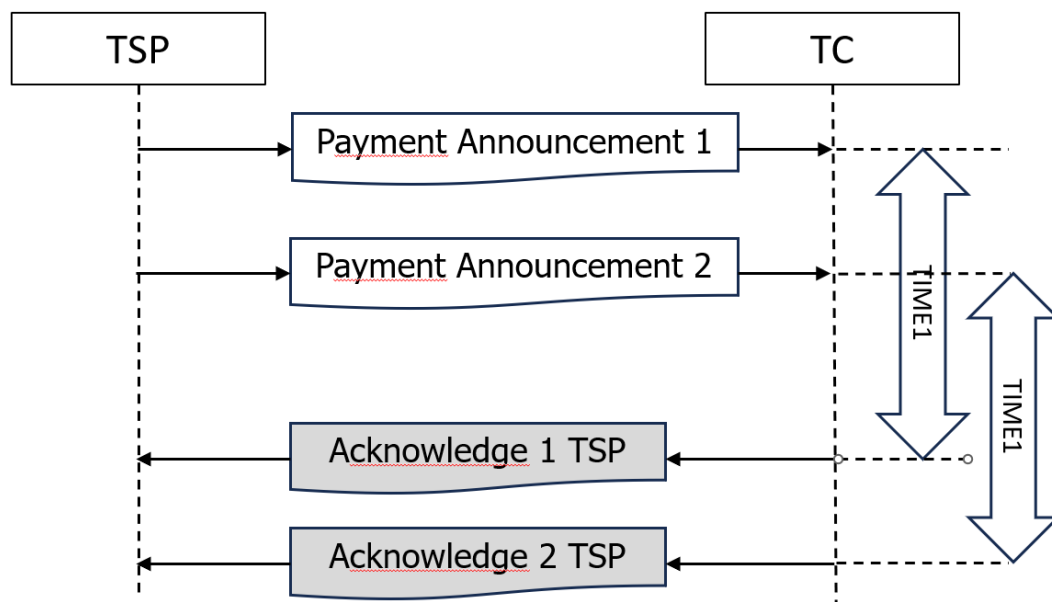 TSP
TC
Payment Announcement 1
Payment Announcement 2
TIME1
TIME1
Acknowledge 1 TSP
Acknowledge 2 TSP